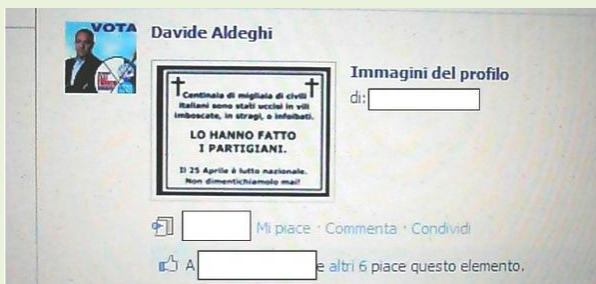 VOTA
Davide Aldeghi
Centinaia di migliaia di civili
italiani sono stati uccisi in vili
imboscate, in stragi, o infoibati.
LO HANNO FATTO
I PARTIGIANI.
Il 25 Aprile è lutto nazionale.
Non dimentichiamolo mai!
Immagini del profilo
di:
Mi piace · Commenta · Condividi
A e altri 6 piace questo elemento.